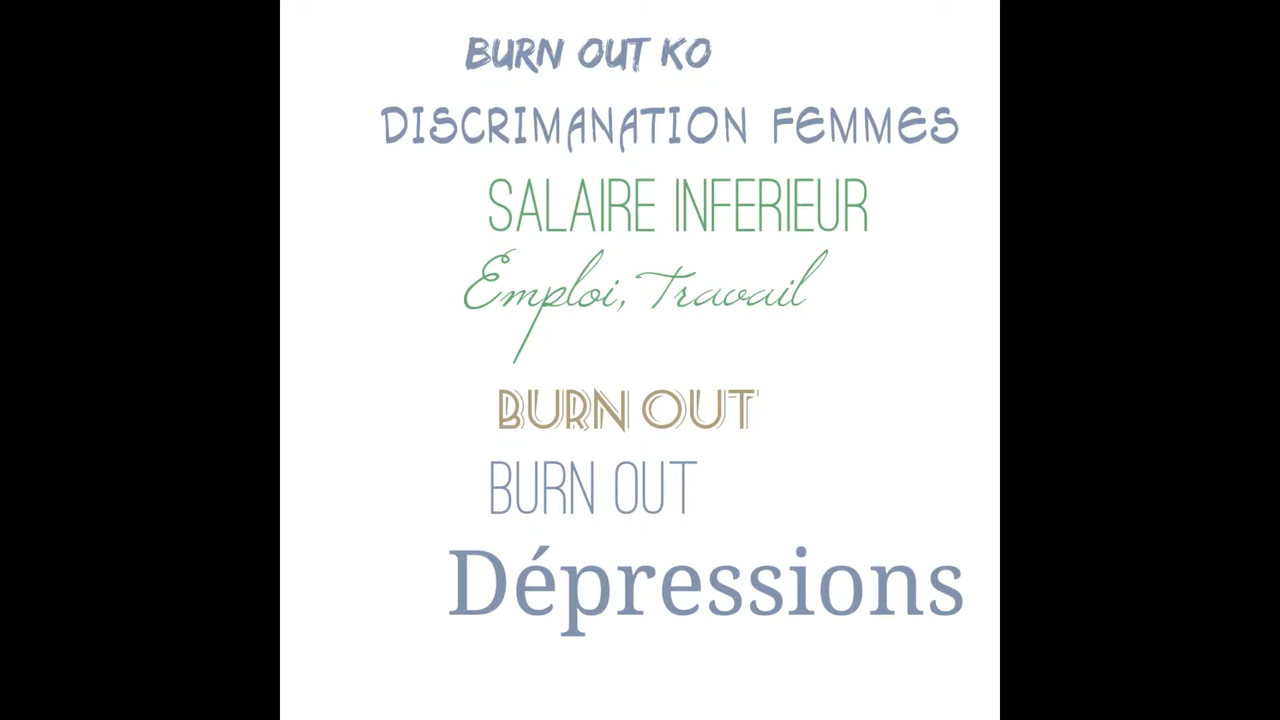 BURN OUT KO
DISCRIMANATION FEMMES
SALAIRE INFERIEUR
Emploi, Travail
BURN OUT
BURN OUT
Dépressions